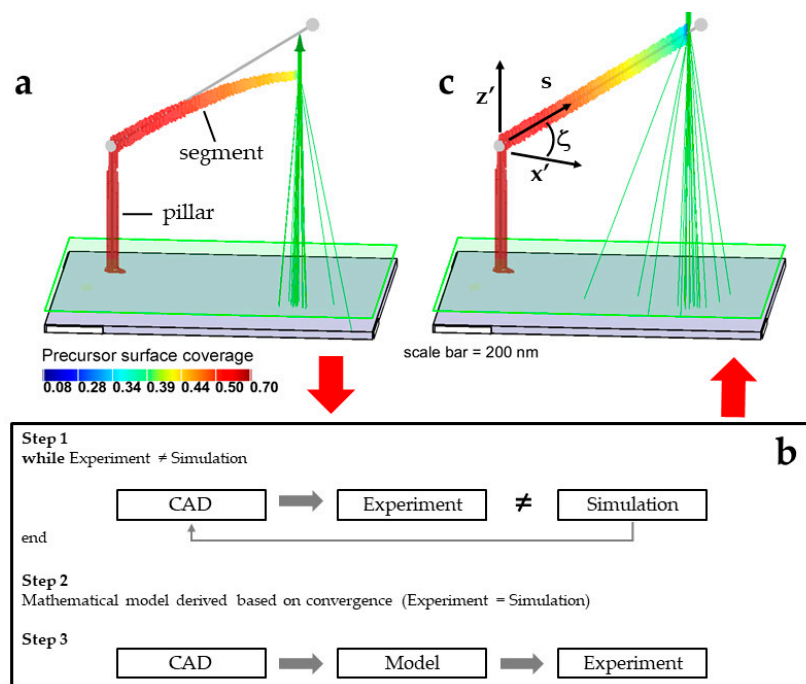 a
segment
pillar
c
z'
s
ζ
x'
Precursor surface coverage
0.08 0.28 0.34 0.39 0.44 0.50 0.70
scale bar = 200 nm
b
Step 1
while Experiment ≠ Simulation
CAD Experiment ≠ Simulation
end
Step 2
Mathematical model derived based on convergence (Experiment = Simulation)
Step 3
CAD Model Experiment